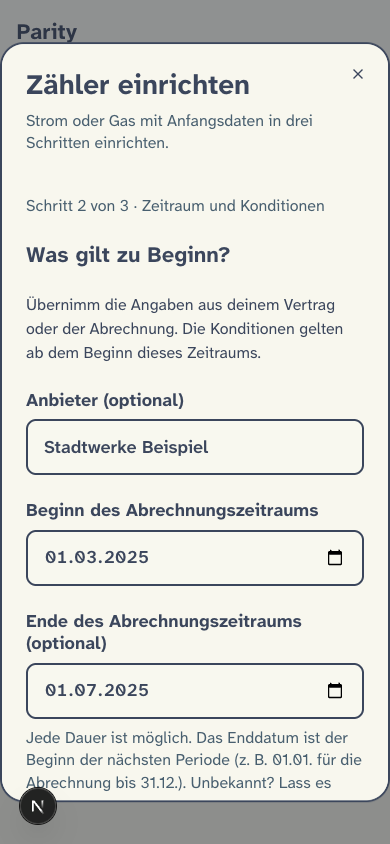 Parity
Zähler einrichten
×
Strom oder Gas mit Anfangsdaten in drei
Schritten einrichten.
Schritt 2 von 3 · Zeitraum und Konditionen
Was gilt zu Beginn?
Übernimm die Angaben aus deinem Vertrag
oder der Abrechnung. Die Konditionen gelten
ab dem Beginn dieses Zeitraums.
Anbieter (optional)
Stadtwerke Beispiel
Beginn des Abrechnungszeitraums
01.03.2025
Ende des Abrechnungszeitraums
(optional)
01.07.2025
Jede Dauer ist möglich. Das Enddatum ist der
Beginn der nächsten Periode (z. B. 01.01. für die
Abrechnung bis 31.12.). Unbekannt? Lass es
N